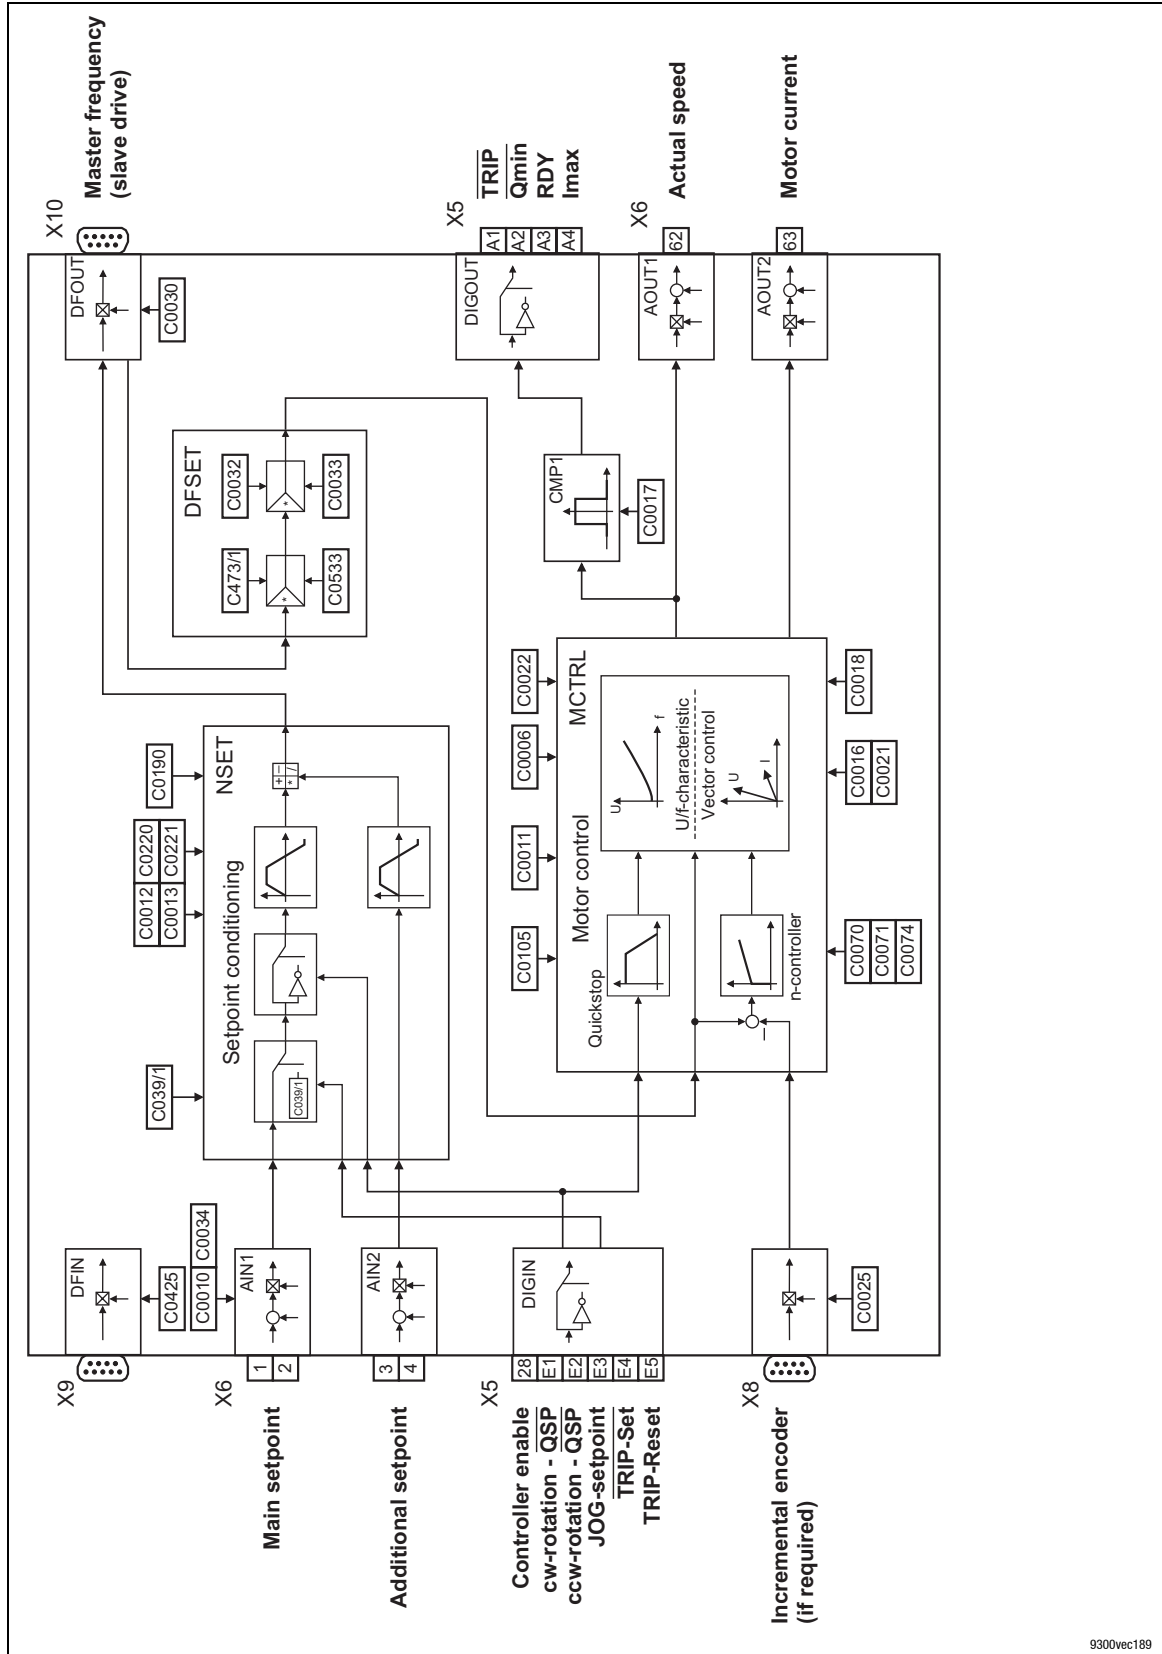 X9
DFIN
C0425
X10
DFOUT
C0030
Master frequency
(slave drive)
Main setpoint
X6
1
2
AIN1
C0010
C0034
Additional setpoint
3
4
AIN2
C039/1
C0012
C0220
C0013
C0221
C0190
Setpoint conditioning
NSET
C039/1
+
−
*
/
DFSET
C473/1
C0533
*
C0032
C0033
*
Controller enable
cw-rotation - QSP
ccw-rotation - QSP
JOG-setpoint
TRIP-Set
TRIP-Reset
X5
28
E1
E2
E3
E4
E5
DIGIN
C0105
C0011
C0006
C0022
Motor control
MCTRL
Quickstop
n-controller
U
f
U/f-characteristic
Vector control
U
I
C0070
C0071
C0074
C0016
C0021
C0018
CMP1
C0017
DIGOUT
X5
A1
A2
A3
A4
TRIP
Qmin
RDY
Imax
AOUT1
X6
62
Actual speed
AOUT2
63
Motor current
Incremental encoder
(if required)
X8
C0025
9300vec189